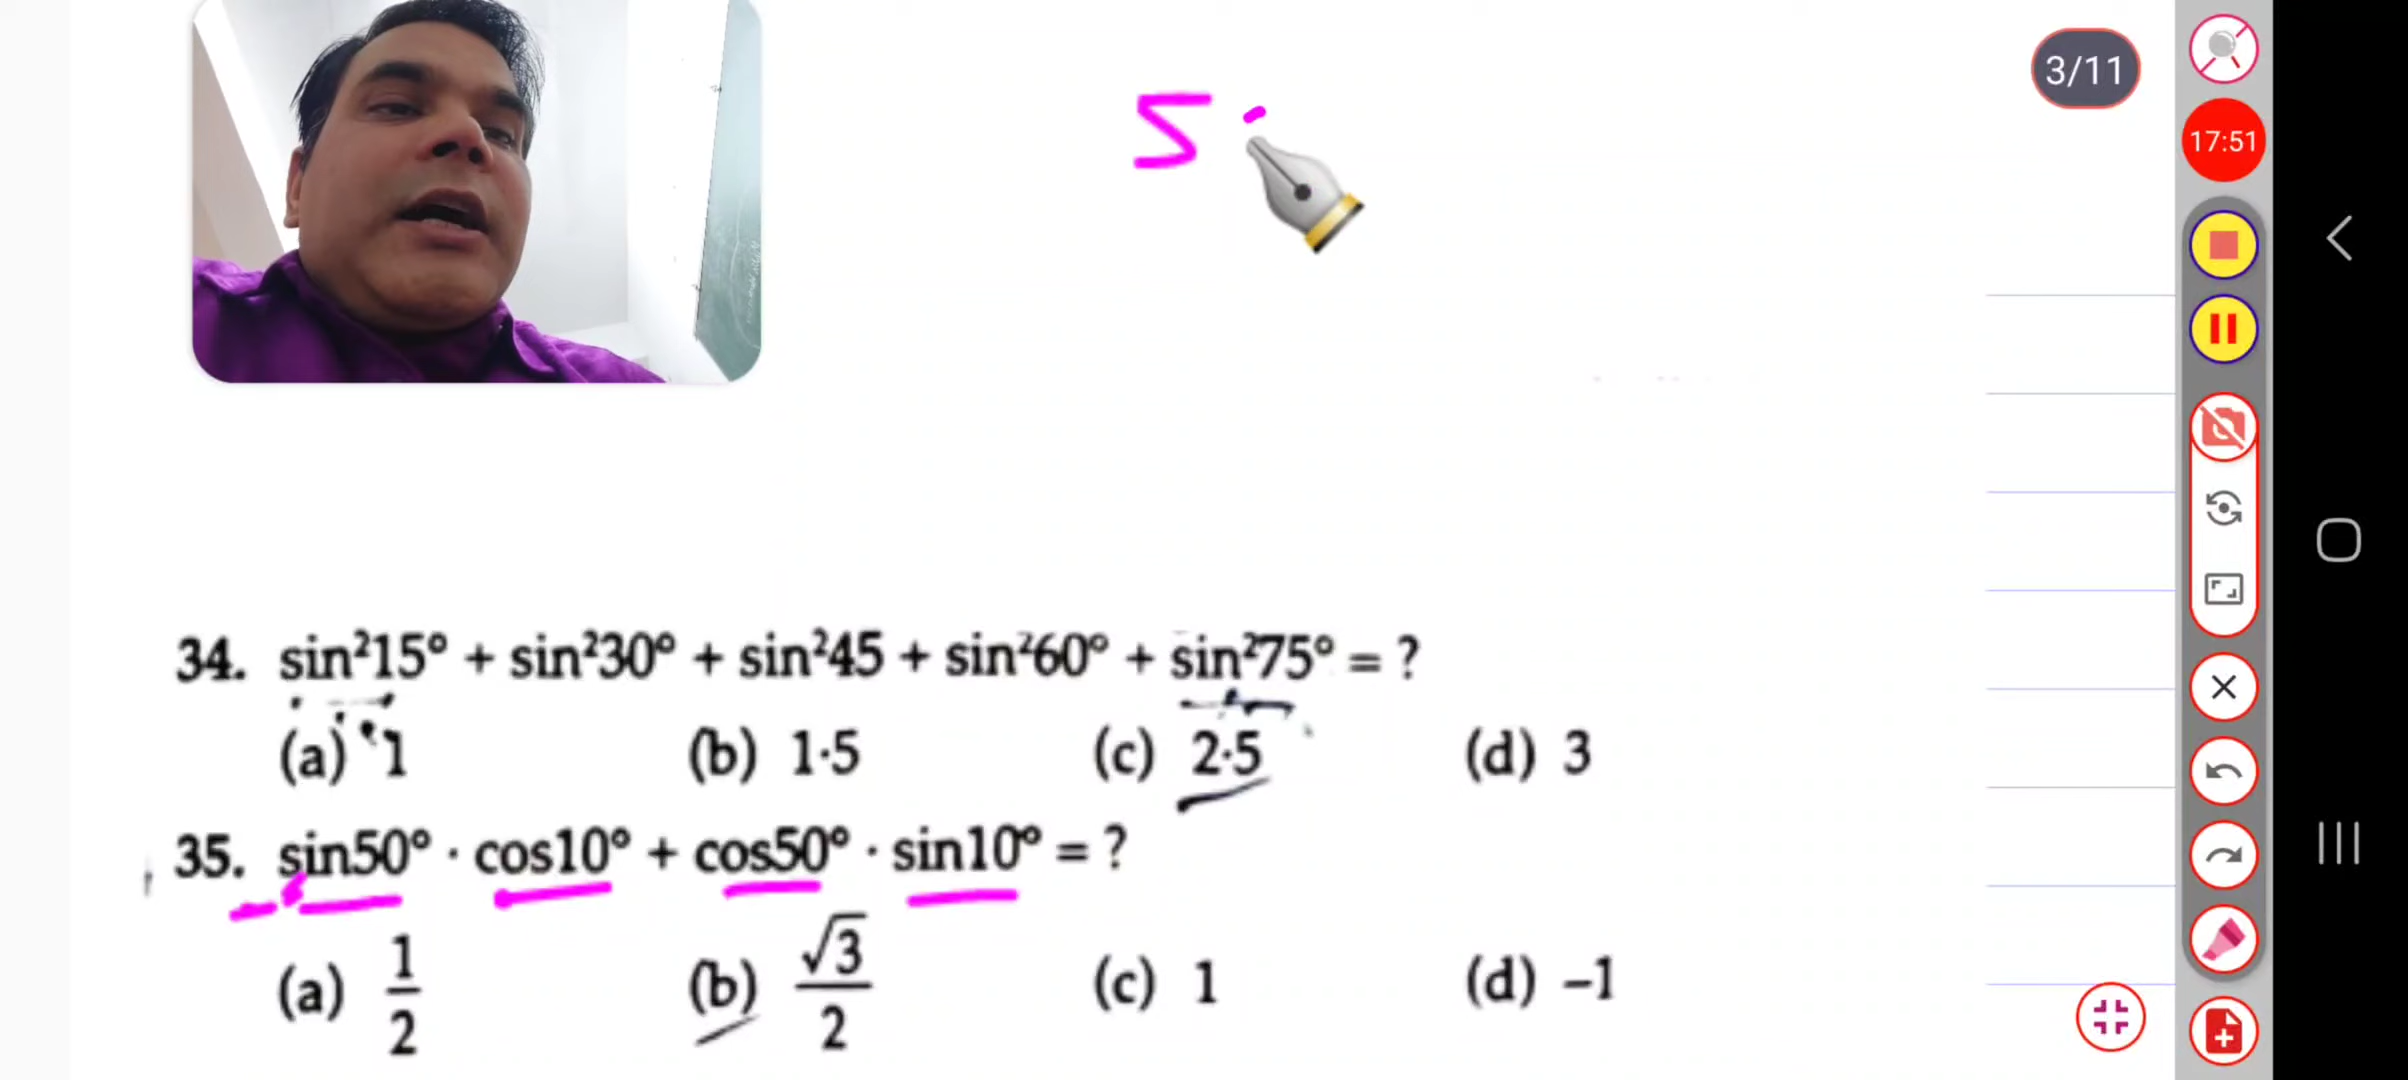 3/11
17:51
S
34. sin²15° + sin²30° + sin²45 + sin²60° + sin²75° = ?
(a) 1 (b) 1·5 (c) 2·5 (d) 3
35. sin50° · cos10° + cos50° · sin10° = ?
(a) 1/2 (b) √3/2 (c) 1 (d) –1